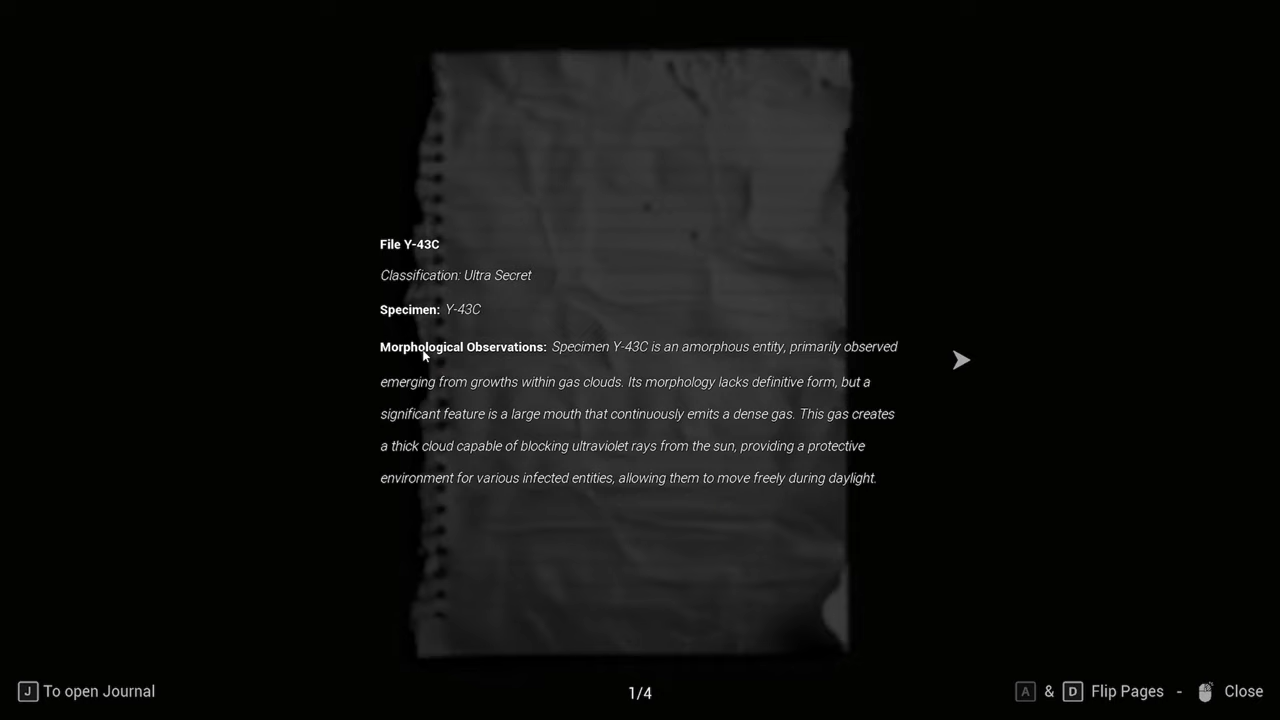 File Y-43C
Classification: Ultra Secret
Specimen: Y-43C
Morphological Observations: Specimen Y-43C is an amorphous entity, primarily observed
emerging from growths within gas clouds. Its morphology lacks definitive form, but a
significant feature is a large mouth that continuously emits a dense gas. This gas creates
a thick cloud capable of blocking ultraviolet rays from the sun, providing a protective
environment for various infected entities, allowing them to move freely during daylight.
J To open Journal
1/4
A & D Flip Pages - Close